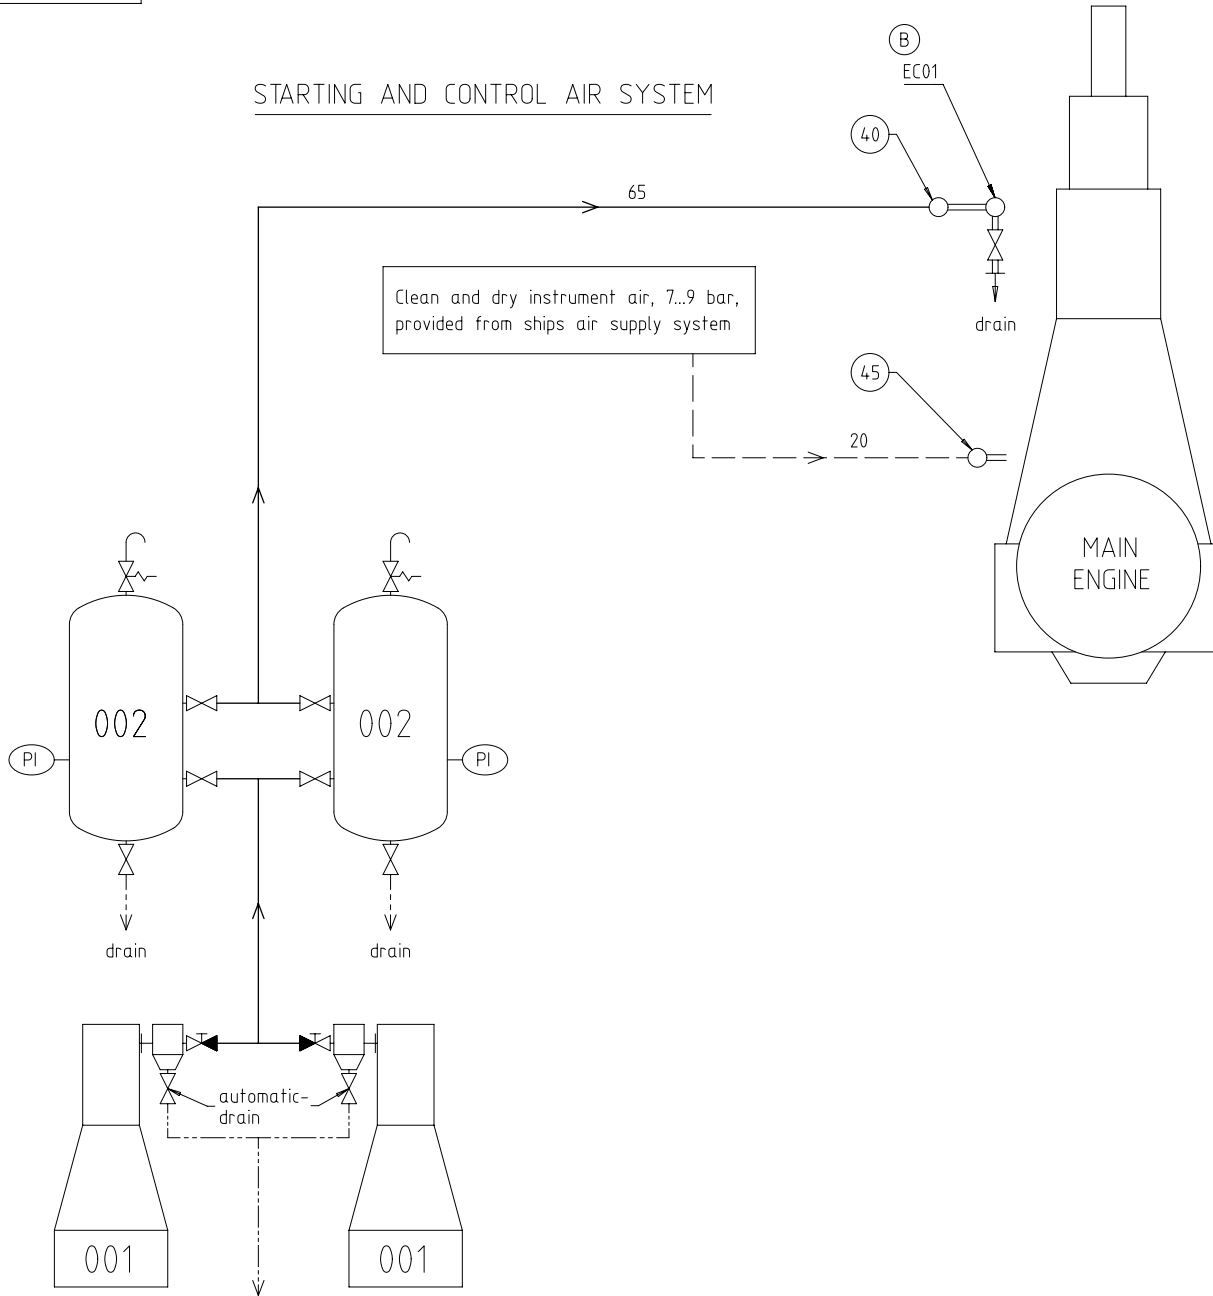 STARTING AND CONTROL AIR SYSTEM
B
EC01
40
65
Clean and dry instrument air, 7...9 bar,
provided from ships air supply system
drain
45
20
MAIN
ENGINE
002
002
PI
PI
drain
drain
automatic-
drain
001
001